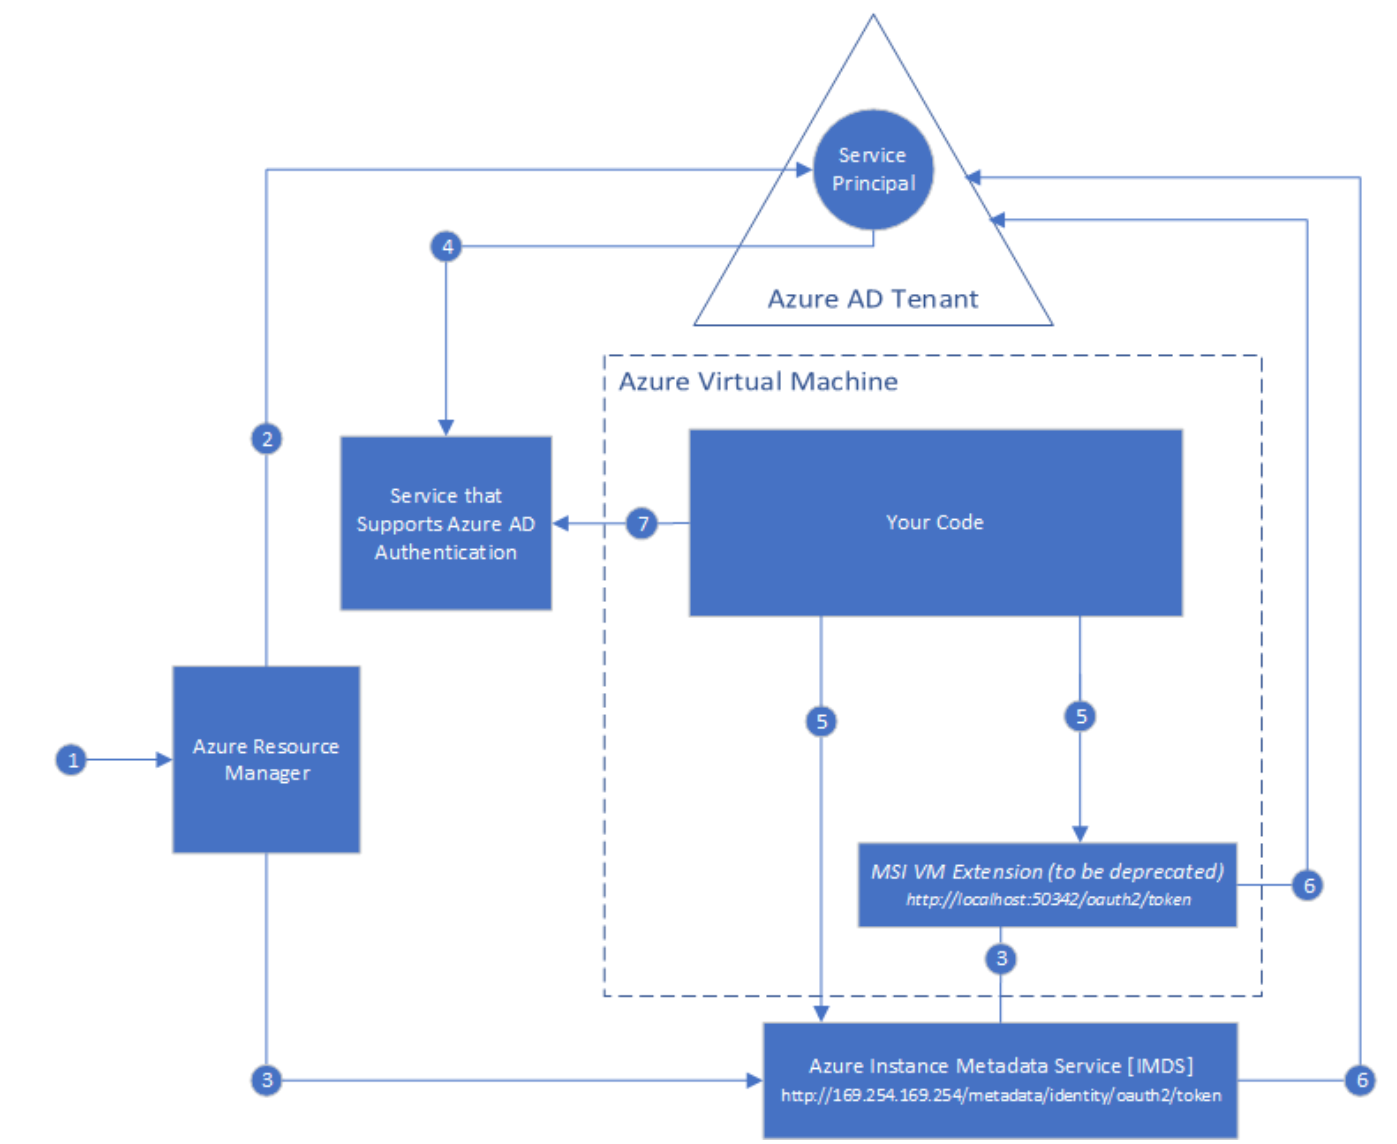 Service
Principal
4
Azure AD Tenant
Azure Virtual Machine
2
Service that
Supports Azure AD
Authentication
7
Your Code
5
5
1
Azure Resource
Manager
MSI VM Extension (to be deprecated)
http://localhost:50342/oauth2/token
6
3
3
Azure Instance Metadata Service [IMDS]
http://169.254.169.254/metadata/identity/oauth2/token
6